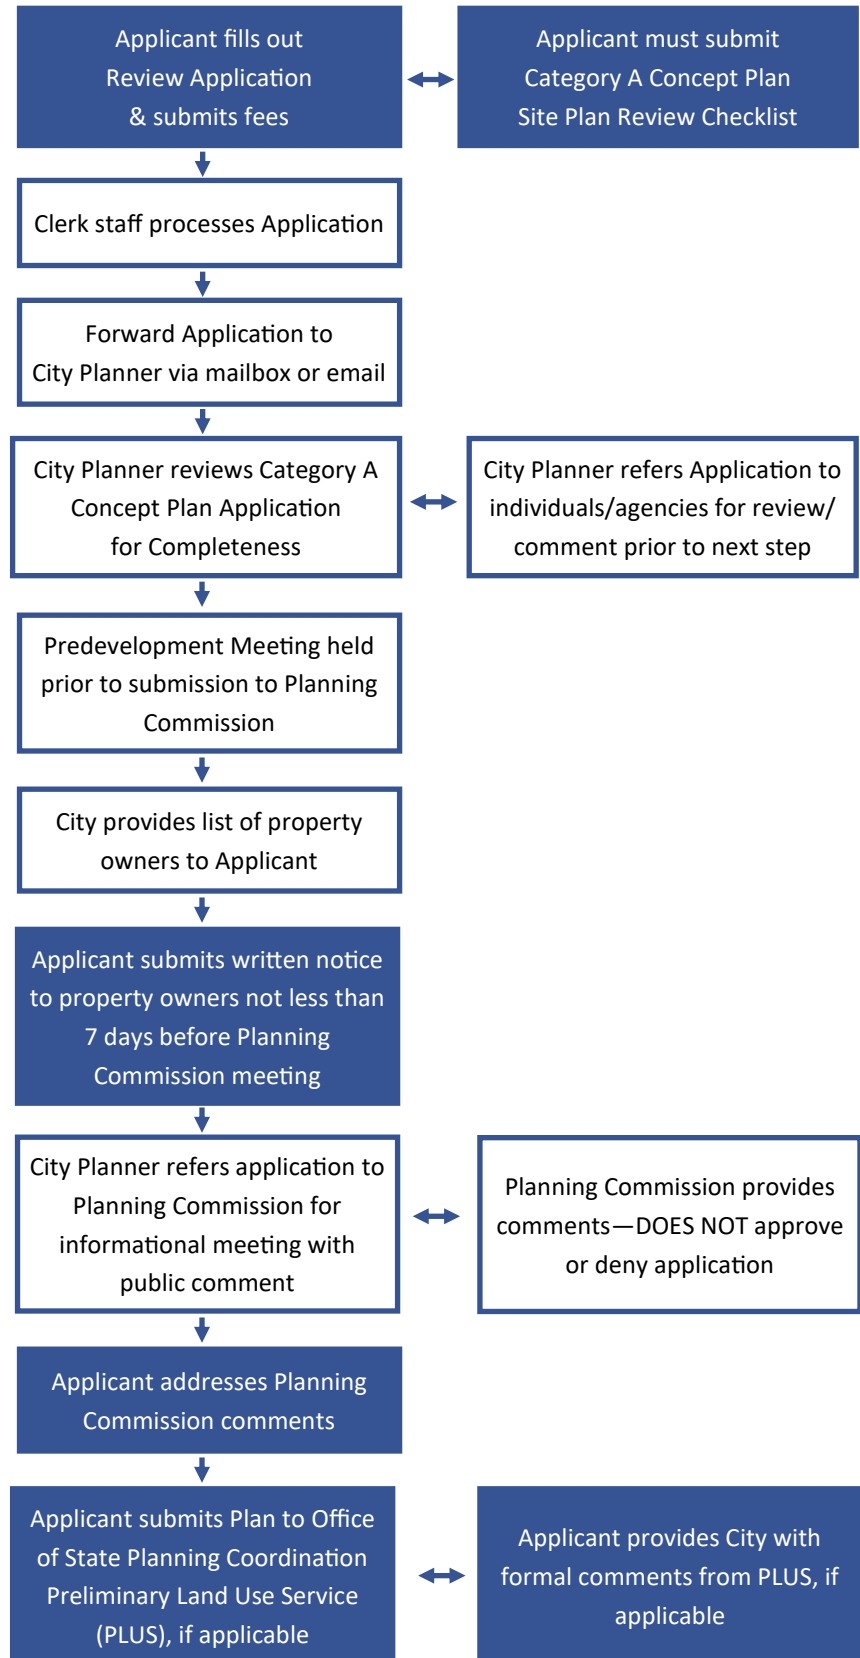 Applicant fills out
Review Application
& submits fees
Applicant must submit
Category A Concept Plan
Site Plan Review Checklist
Clerk staff processes Application
Forward Application to
City Planner via mailbox or email
City Planner reviews Category A
Concept Plan Application
for Completeness
City Planner refers Application to
individuals/agencies for review/
comment prior to next step
Predevelopment Meeting held
prior to submission to Planning
Commission
City provides list of property
owners to Applicant
Applicant submits written notice
to property owners not less than
7 days before Planning
Commission meeting
City Planner refers application to
Planning Commission for
informational meeting with
public comment
Planning Commission provides
comments—DOES NOT approve
or deny application
Applicant addresses Planning
Commission comments
Applicant submits Plan to Office
of State Planning Coordination
Preliminary Land Use Service
(PLUS), if applicable
Applicant provides City with
formal comments from PLUS, if
applicable